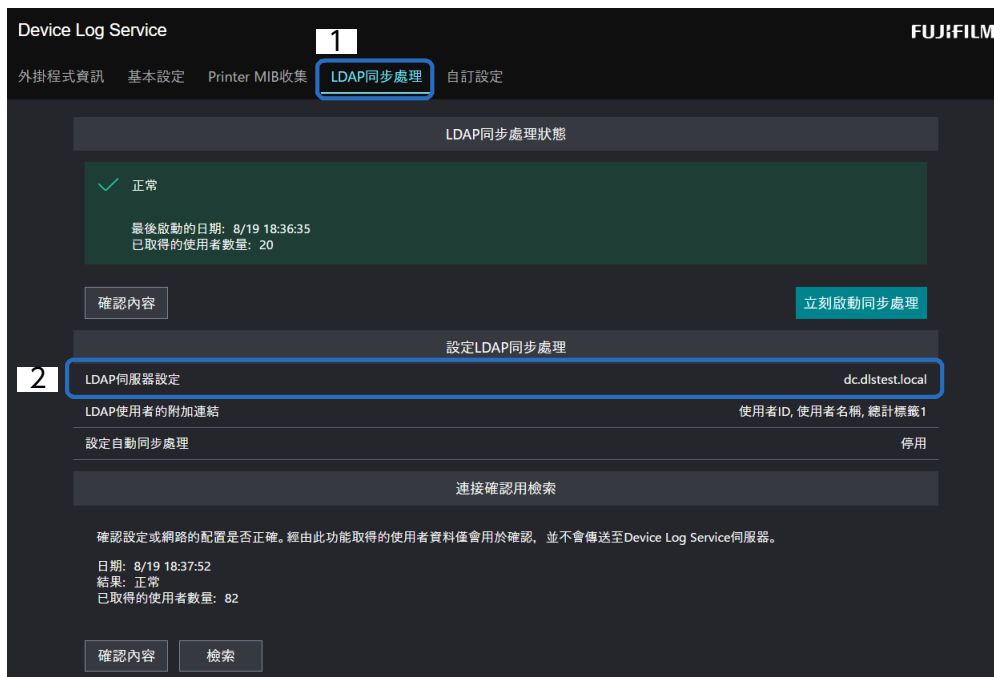 Device Log Service
FUJIFILM
1
外掛程式資訊 基本設定 Printer MIB收集 LDAP同步處理 自訂設定
LDAP同步處理狀態
正常
最後啟動的日期: 8/19 18:36:35
已取得的使用者數量: 20
確認內容 立刻啟動同步處理
設定LDAP同步處理
2
LDAP伺服器設定 dc.dlstest.local
LDAP使用者的附加連結 使用者ID, 使用者名稱, 總計標籤1
設定自動同步處理 停用
連接確認用檢索
確認設定或網路的配置是否正確。經由此功能取得的使用者資料僅會用於確認，並不會傳送至Device Log Service伺服器。
日期: 8/19 18:37:52
結果: 正常
已取得的使用者數量: 82
確認內容 檢索